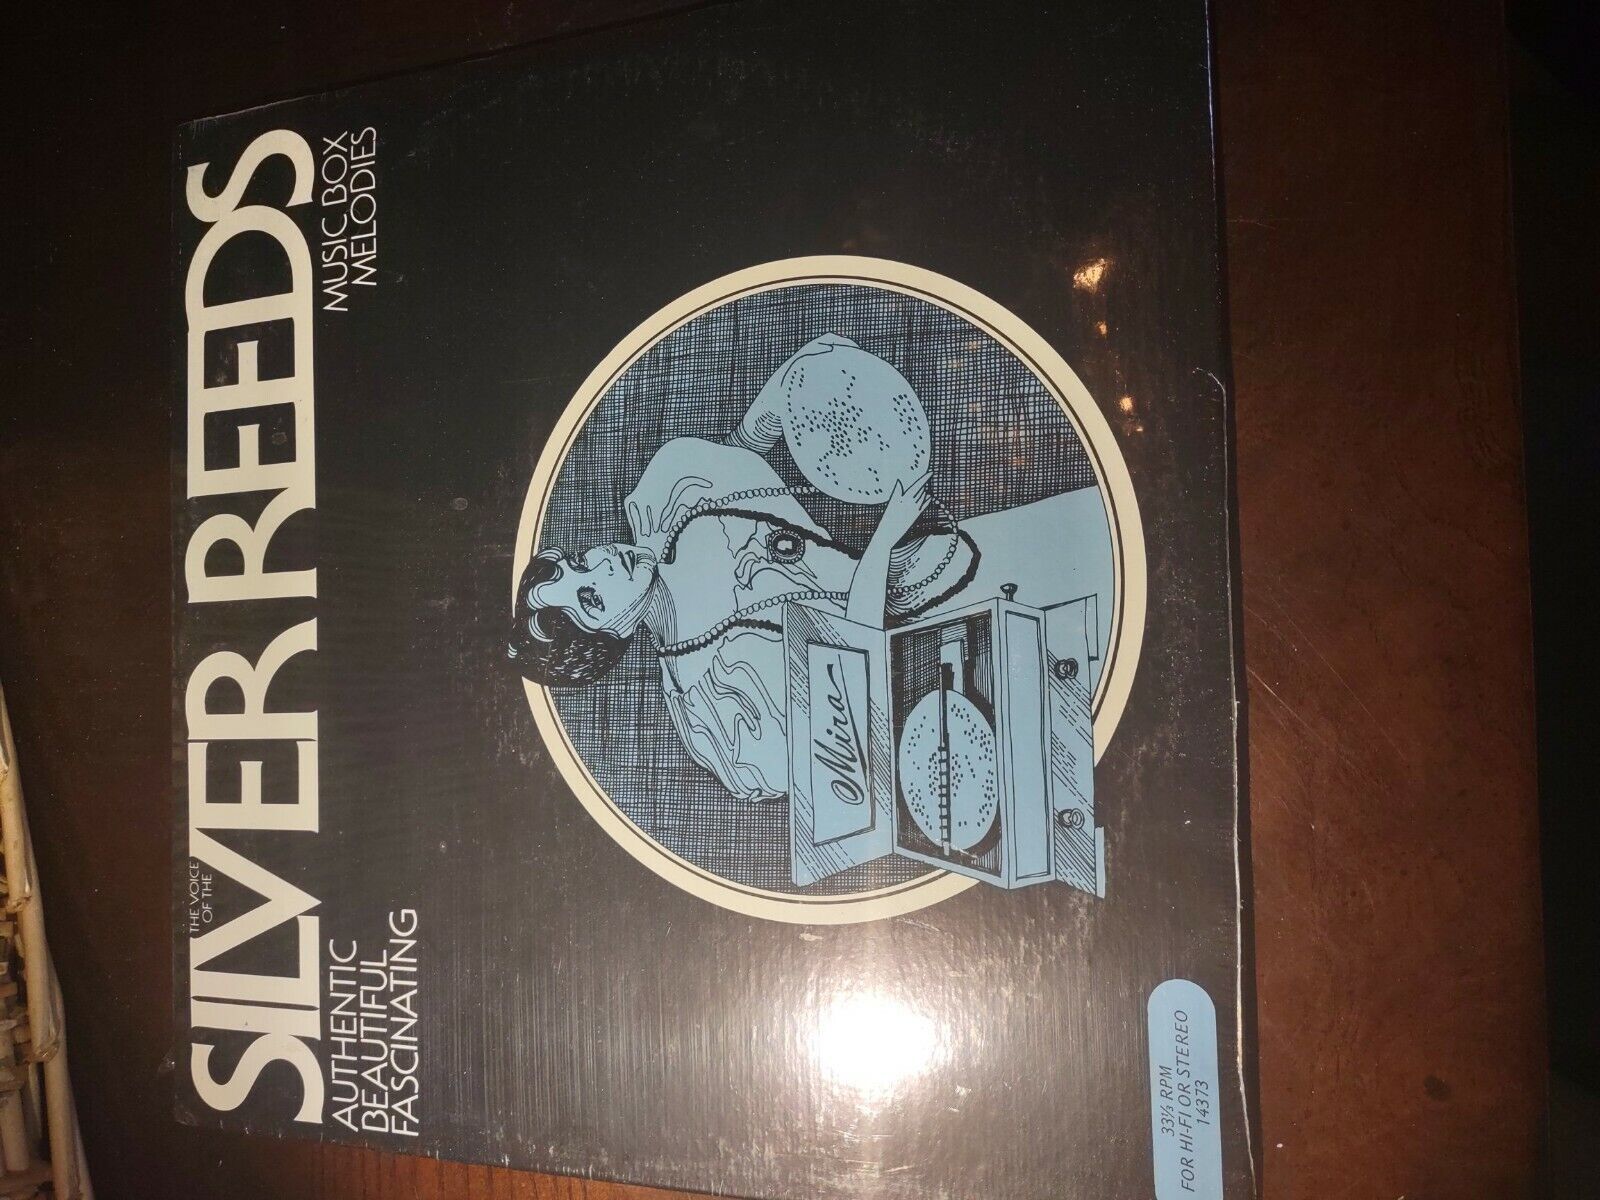 THE VOICE
OF THE
SILVER REEDS
AUTHENTIC
BEAUTIFUL
FASCINATING
MUSIC BOX
MELODIES
Mira
33⅓ RPM
FOR HI-FI OR STEREO
14373